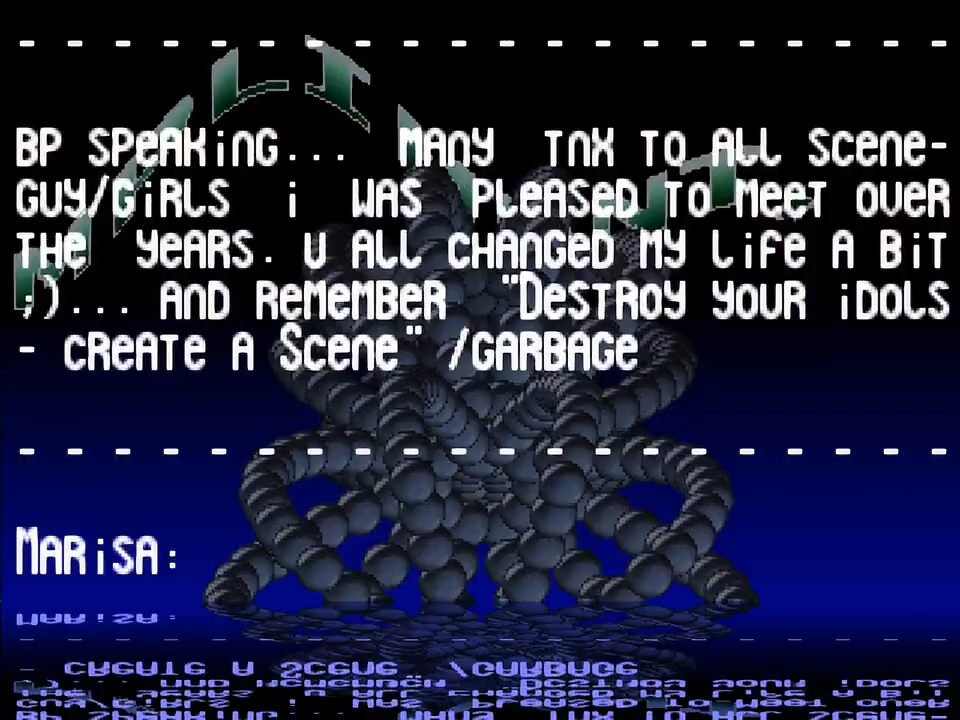 - - - - - - - - - - - - - - - - - - - -
BP SPeAKinG... MAnY TnX TO ALL Scene-
GUY/GiRLS i WAS PLeASeD TO MeeT OveR
THe YeARS. U ALL CHAnGeD MY LiFe A BiT
;)... AnD ReMeMBeR "DeSTROY YOUR iDOLS
- CReATe A Scene" /GARBAGe
- - - - - - - - - - - - - - - - - - - -
MARiSA: